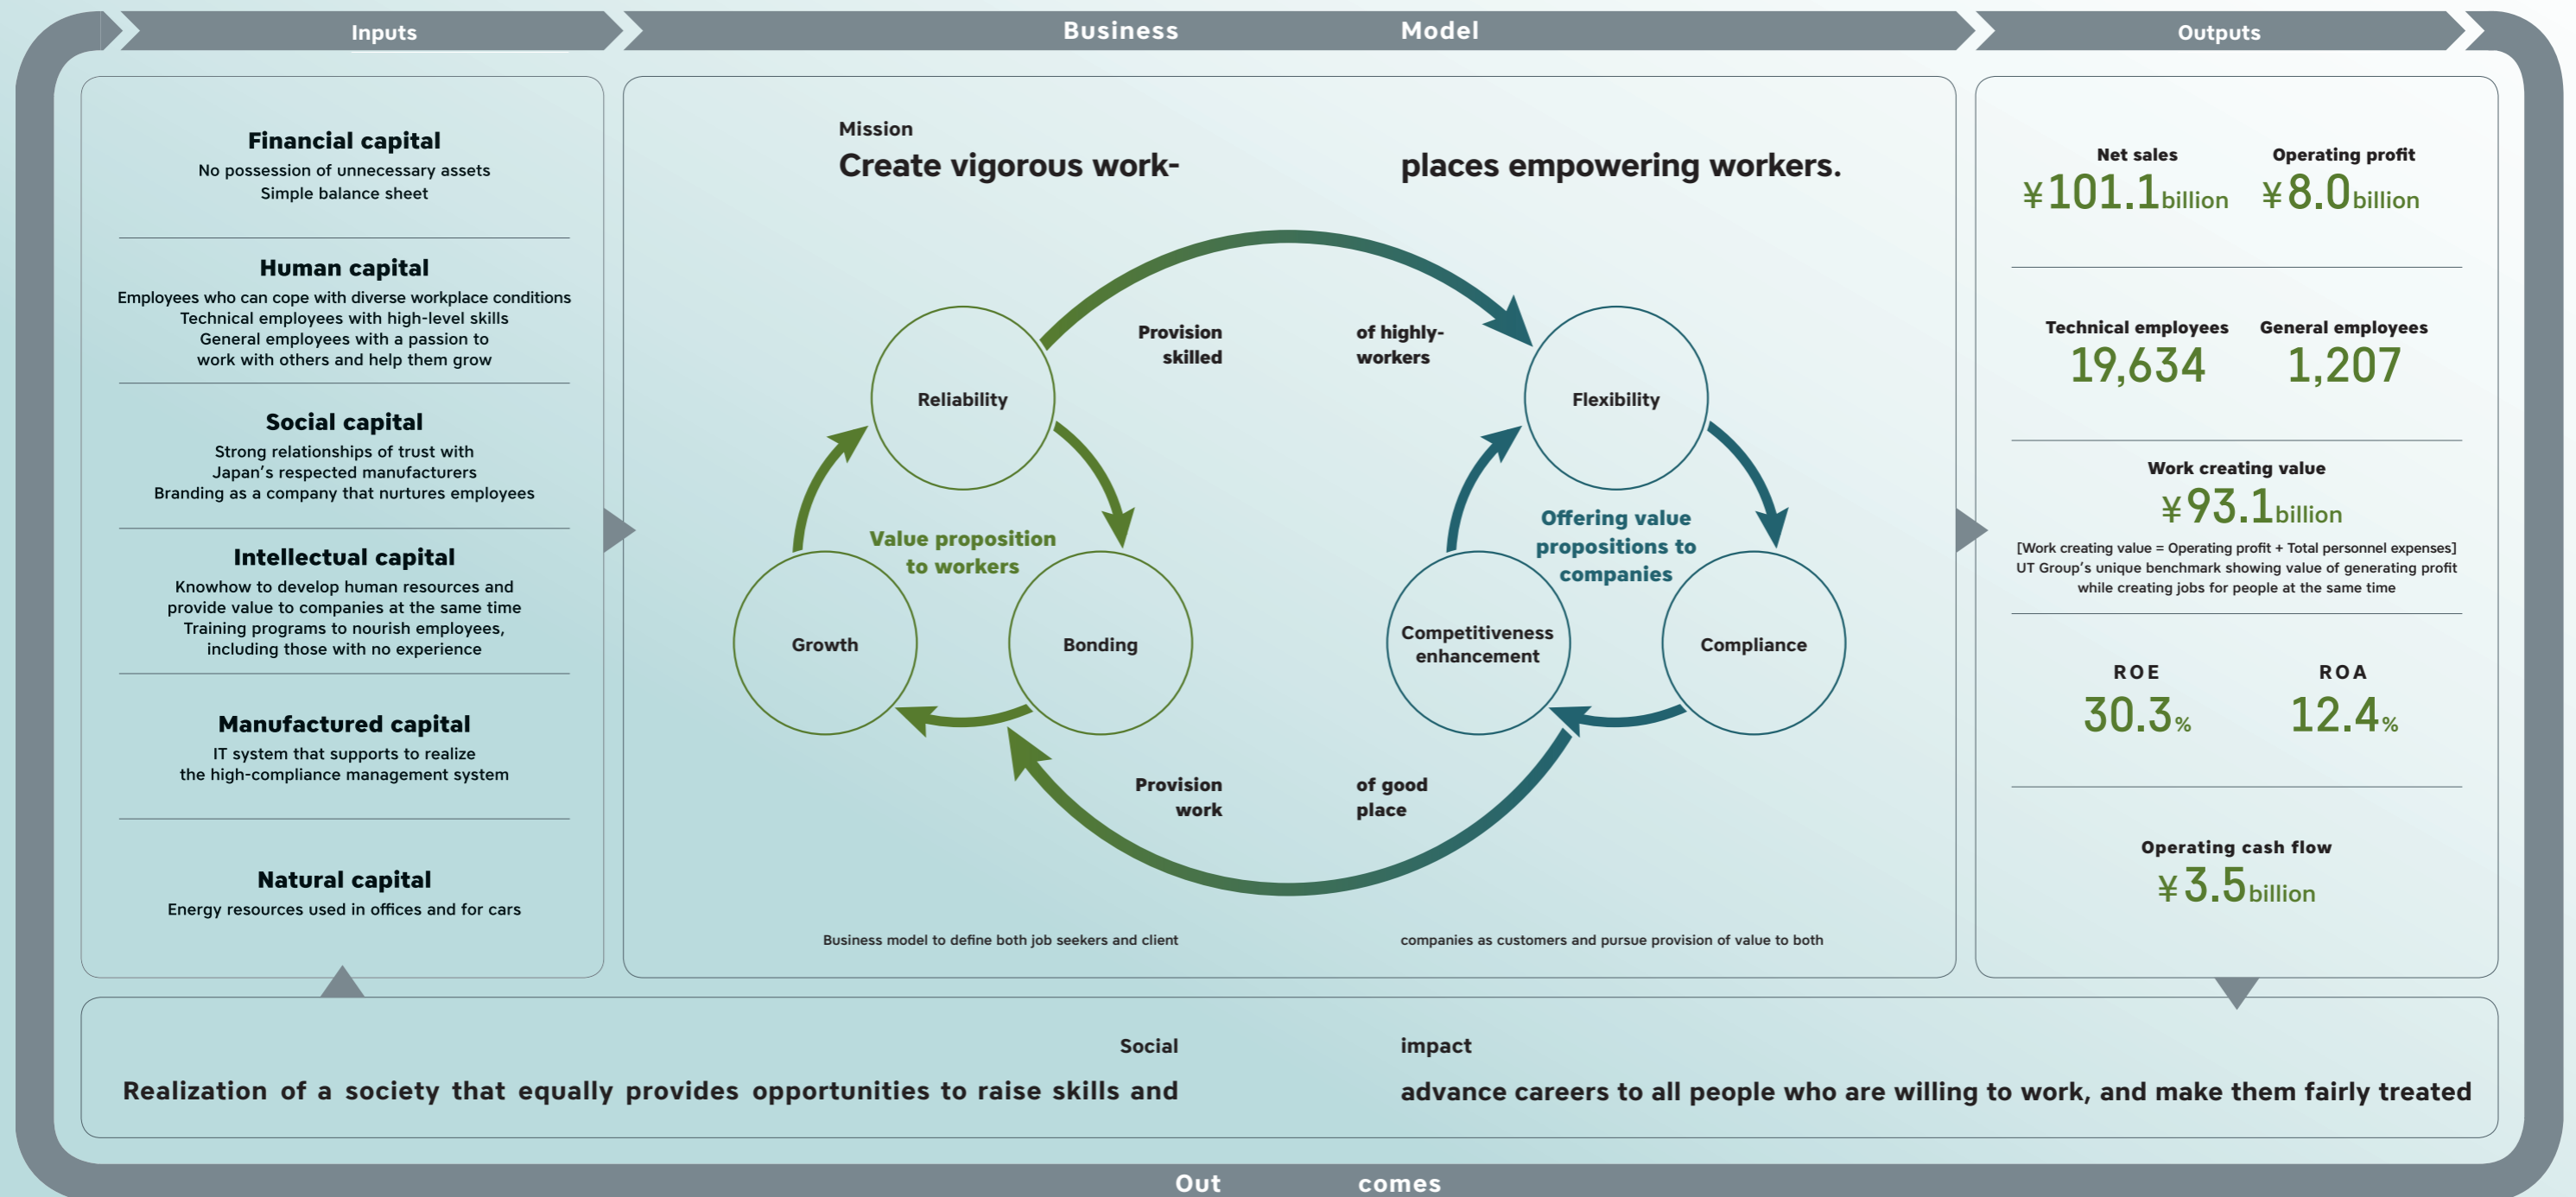 Inputs
Business Model
Outputs
Financial capital
No possession of unnecessary assets
Simple balance sheet
Human capital
Employees who can cope with diverse workplace conditions
Technical employees with high-level skills
General employees with a passion to
work with others and help them grow
Social capital
Strong relationships of trust with
Japan's respected manufacturers
Branding as a company that nurtures employees
Intellectual capital
Knowhow to develop human resources and
provide value to companies at the same time
Training programs to nourish employees,
including those with no experience
Manufactured capital
IT system that supports to realize
the high-compliance management system
Natural capital
Energy resources used in offices and for cars
Mission
Create vigorous work- places empowering workers.
Provision of highly-
skilled workers
Reliability
Value proposition
to workers
Growth
Bonding
Flexibility
Offering value
propositions to
companies
Competitiveness
enhancement
Compliance
Provision of good
work place
Business model to define both job seekers and client companies as customers and pursue provision of value to both
Net sales
¥101.1billion
Operating profit
¥8.0billion
Technical employees
19,634
General employees
1,207
Work creating value
¥93.1billion
[Work creating value = Operating profit + Total personnel expenses]
UT Group's unique benchmark showing value of generating profit
while creating jobs for people at the same time
ROE
30.3%
ROA
12.4%
Operating cash flow
¥3.5billion
Social impact
Realization of a society that equally provides opportunities to raise skills and advance careers to all people who are willing to work, and make them fairly treated
Out comes